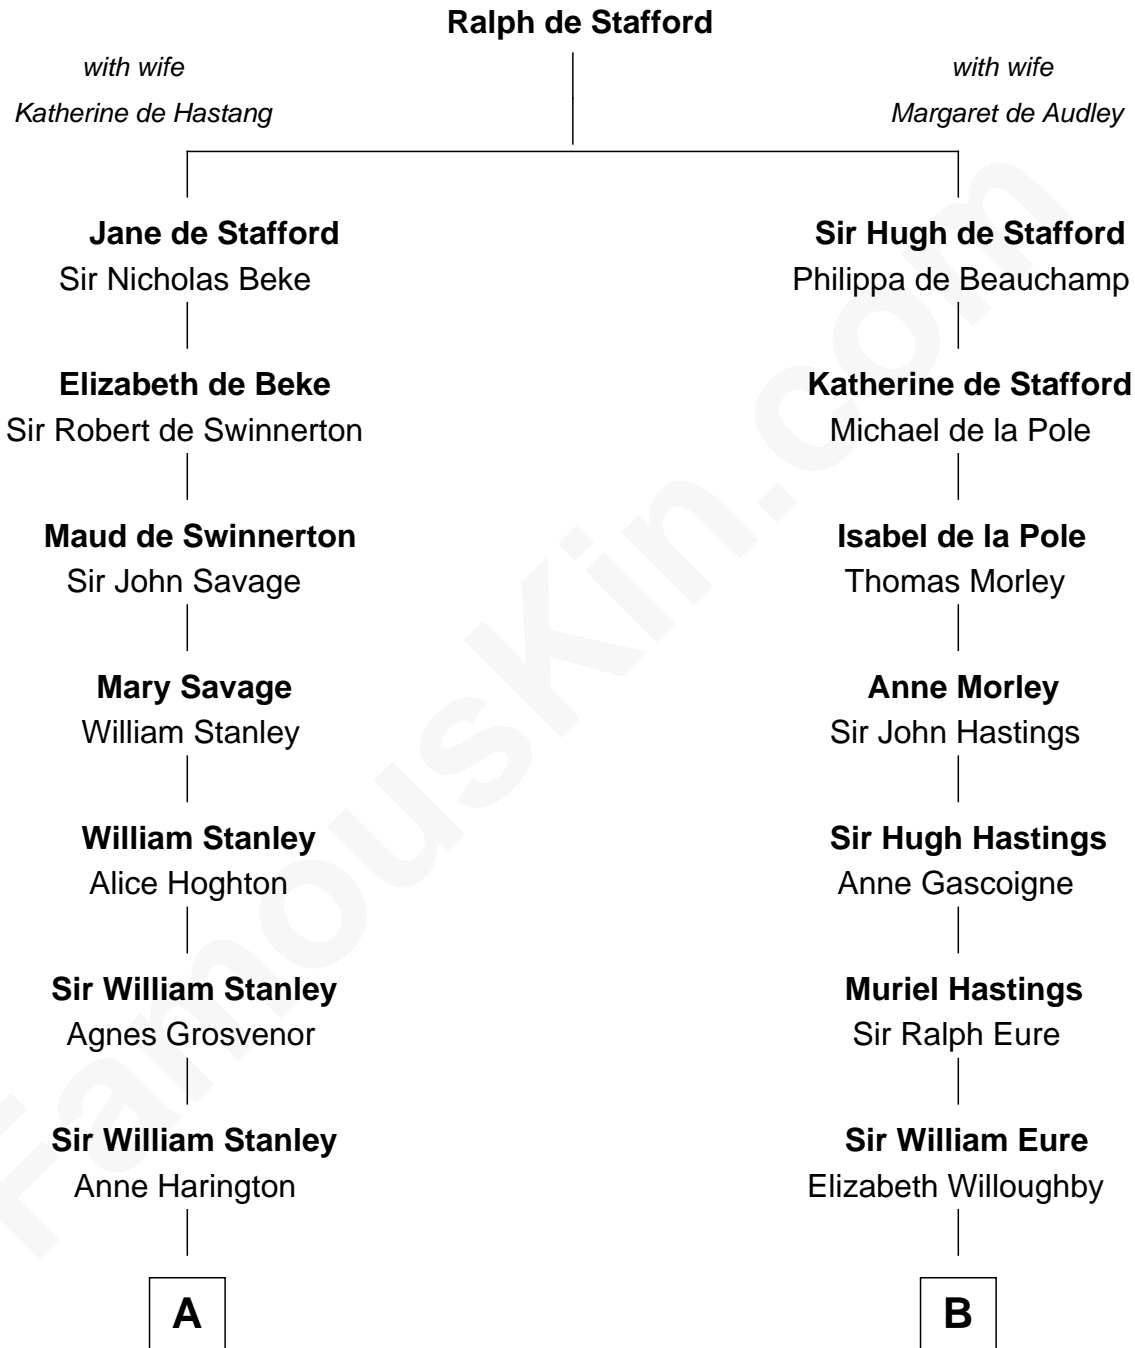 Ralph de Stafford
with wife
Katherine de Hastang
with wife
Margaret de Audley
Jane de Stafford
Sir Nicholas Beke
Sir Hugh de Stafford
Philippa de Beauchamp
Elizabeth de Beke
Sir Robert de Swinnerton
Katherine de Stafford
Michael de la Pole
Maud de Swinnerton
Sir John Savage
Isabel de la Pole
Thomas Morley
Mary Savage
William Stanley
Anne Morley
Sir John Hastings
William Stanley
Alice Hoghton
Sir Hugh Hastings
Anne Gascoigne
Sir William Stanley
Agnes Grosvenor
Muriel Hastings
Sir Ralph Eure
Sir William Stanley
Anne Harington
Sir William Eure
Elizabeth Willoughby
A
B
FamousKin.com